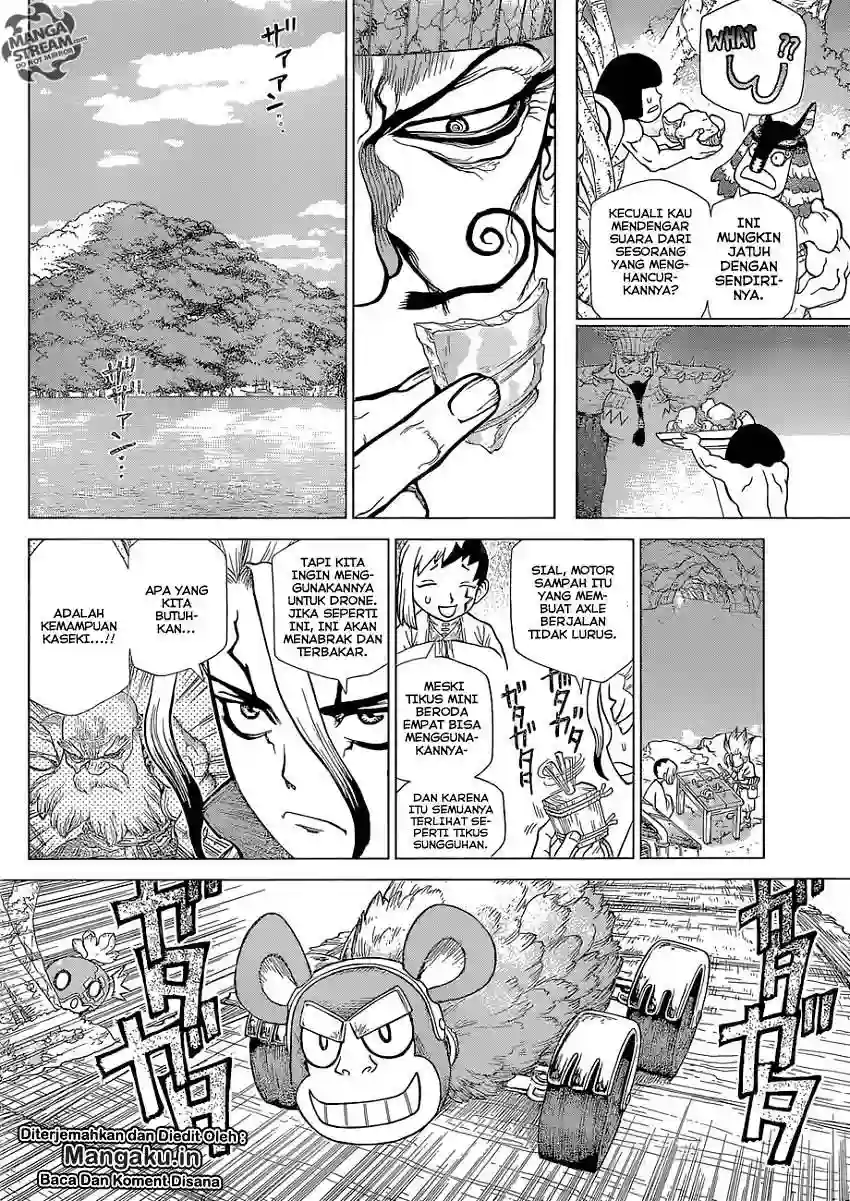 MANGA
STREAM.com
DO NOT MIRROR
WHAT ??
INI
MUNGKIN
JATUH
DENGAN
SENDIRI-
NYA.
KECUALI KAU
MENDENGAR
SUARA DARI
SESORANG
YANG MENG-
HANCUR-
KANNYA?
ザァァン
ザザァーン
SIAL, MOTOR
SAMPAH ITU
YANG MEM-
BUAT AXLE
BERJALAN
TIDAK LURUS.
ガタガタ
ガタガタ
MESKI
TIKUS MINI
BERODA
EMPAT BISA
MENGGUNA-
KANNYA-
DAN KARENA
ITU SEMUANYA
TERLIHAT SE-
PERTI TIKUS
SUNGGUHAN.
TAPI KITA
INGIN MENG-
GUNAKANNYA
UNTUK DRONE.
JIKA SEPERTI
INI, INI AKAN
MENABRAK DAN
TERBAKAR.
APA YANG
KITA
BUTUH-
KAN...
ADALAH
KEMAMPUAN
KASEKI...!!
ガタガタ
ガタガタ
Diterjemahkan dan Diedit Oleh :
Mangaku.in
Baca Dan Koment Disana